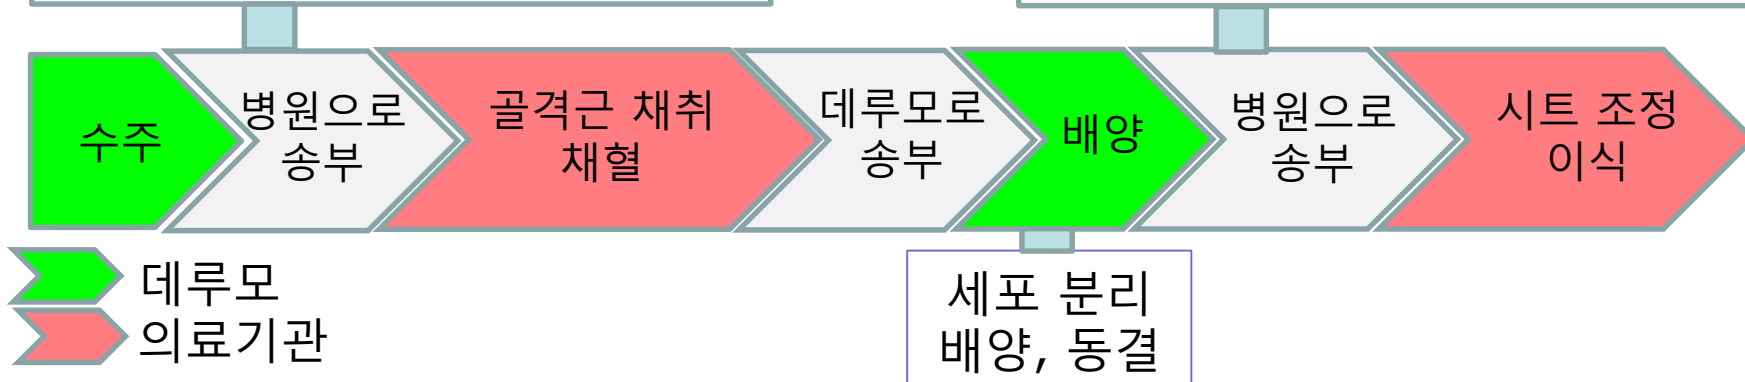 수주
병원으로
송부
골격근 채취
채혈
데루모로
송부
배양
병원으로
송부
시트 조정
이식
데루모
의료기관
세포 분리
배양, 동결